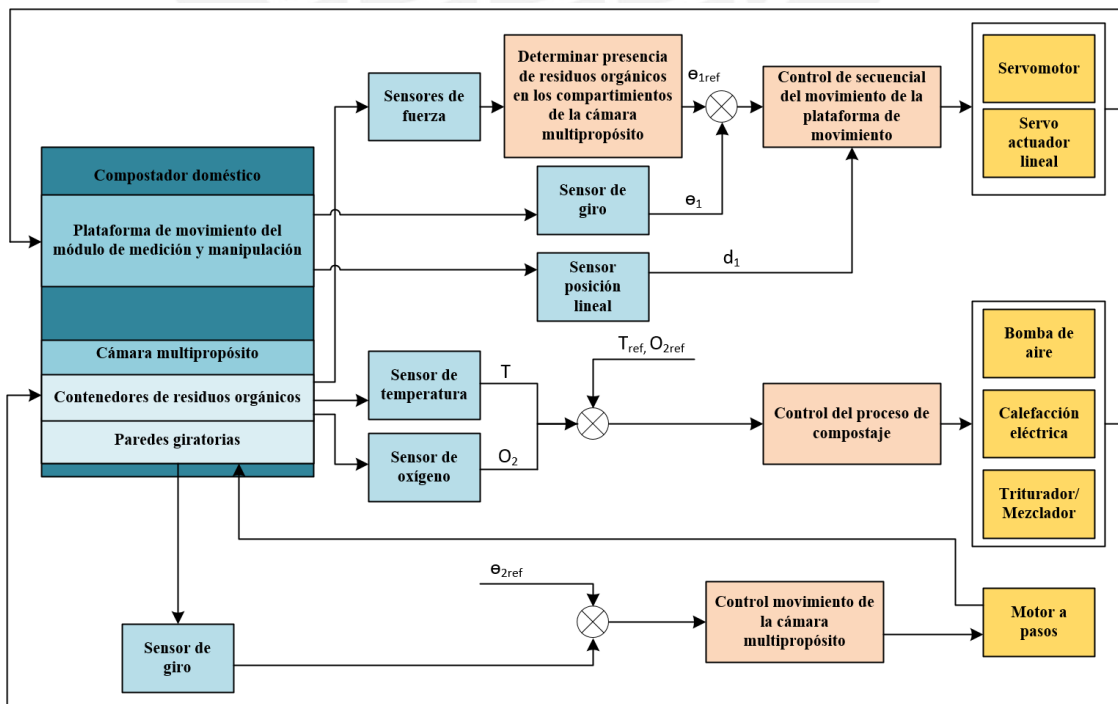 Determinar presencia
de residuos orgánicos
en los compartimientos
de la cámara
multipropósito
Sensores de
fuerza
ɵ1ref
Control de secuencial
del movimiento de la
plataforma de
movimiento
Servomotor
Servo
actuador
lineal
Compostador doméstico
Plataforma de movimiento del
módulo de medición y manipulación
Sensor de
giro
ɵ1
Sensor
posición
lineal
d1
Cámara multipropósito
Contenedores de residuos orgánicos
Paredes giratorias
Sensor de
temperatura
T
Sensor de
oxígeno
O2
Tref, O2ref
Control del proceso de
compostaje
Bomba de
aire
Calefacción
eléctrica
Triturador/
Mezclador
ɵ2ref
Sensor de
giro
Control movimiento de
la cámara
multipropósito
Motor a
pasos